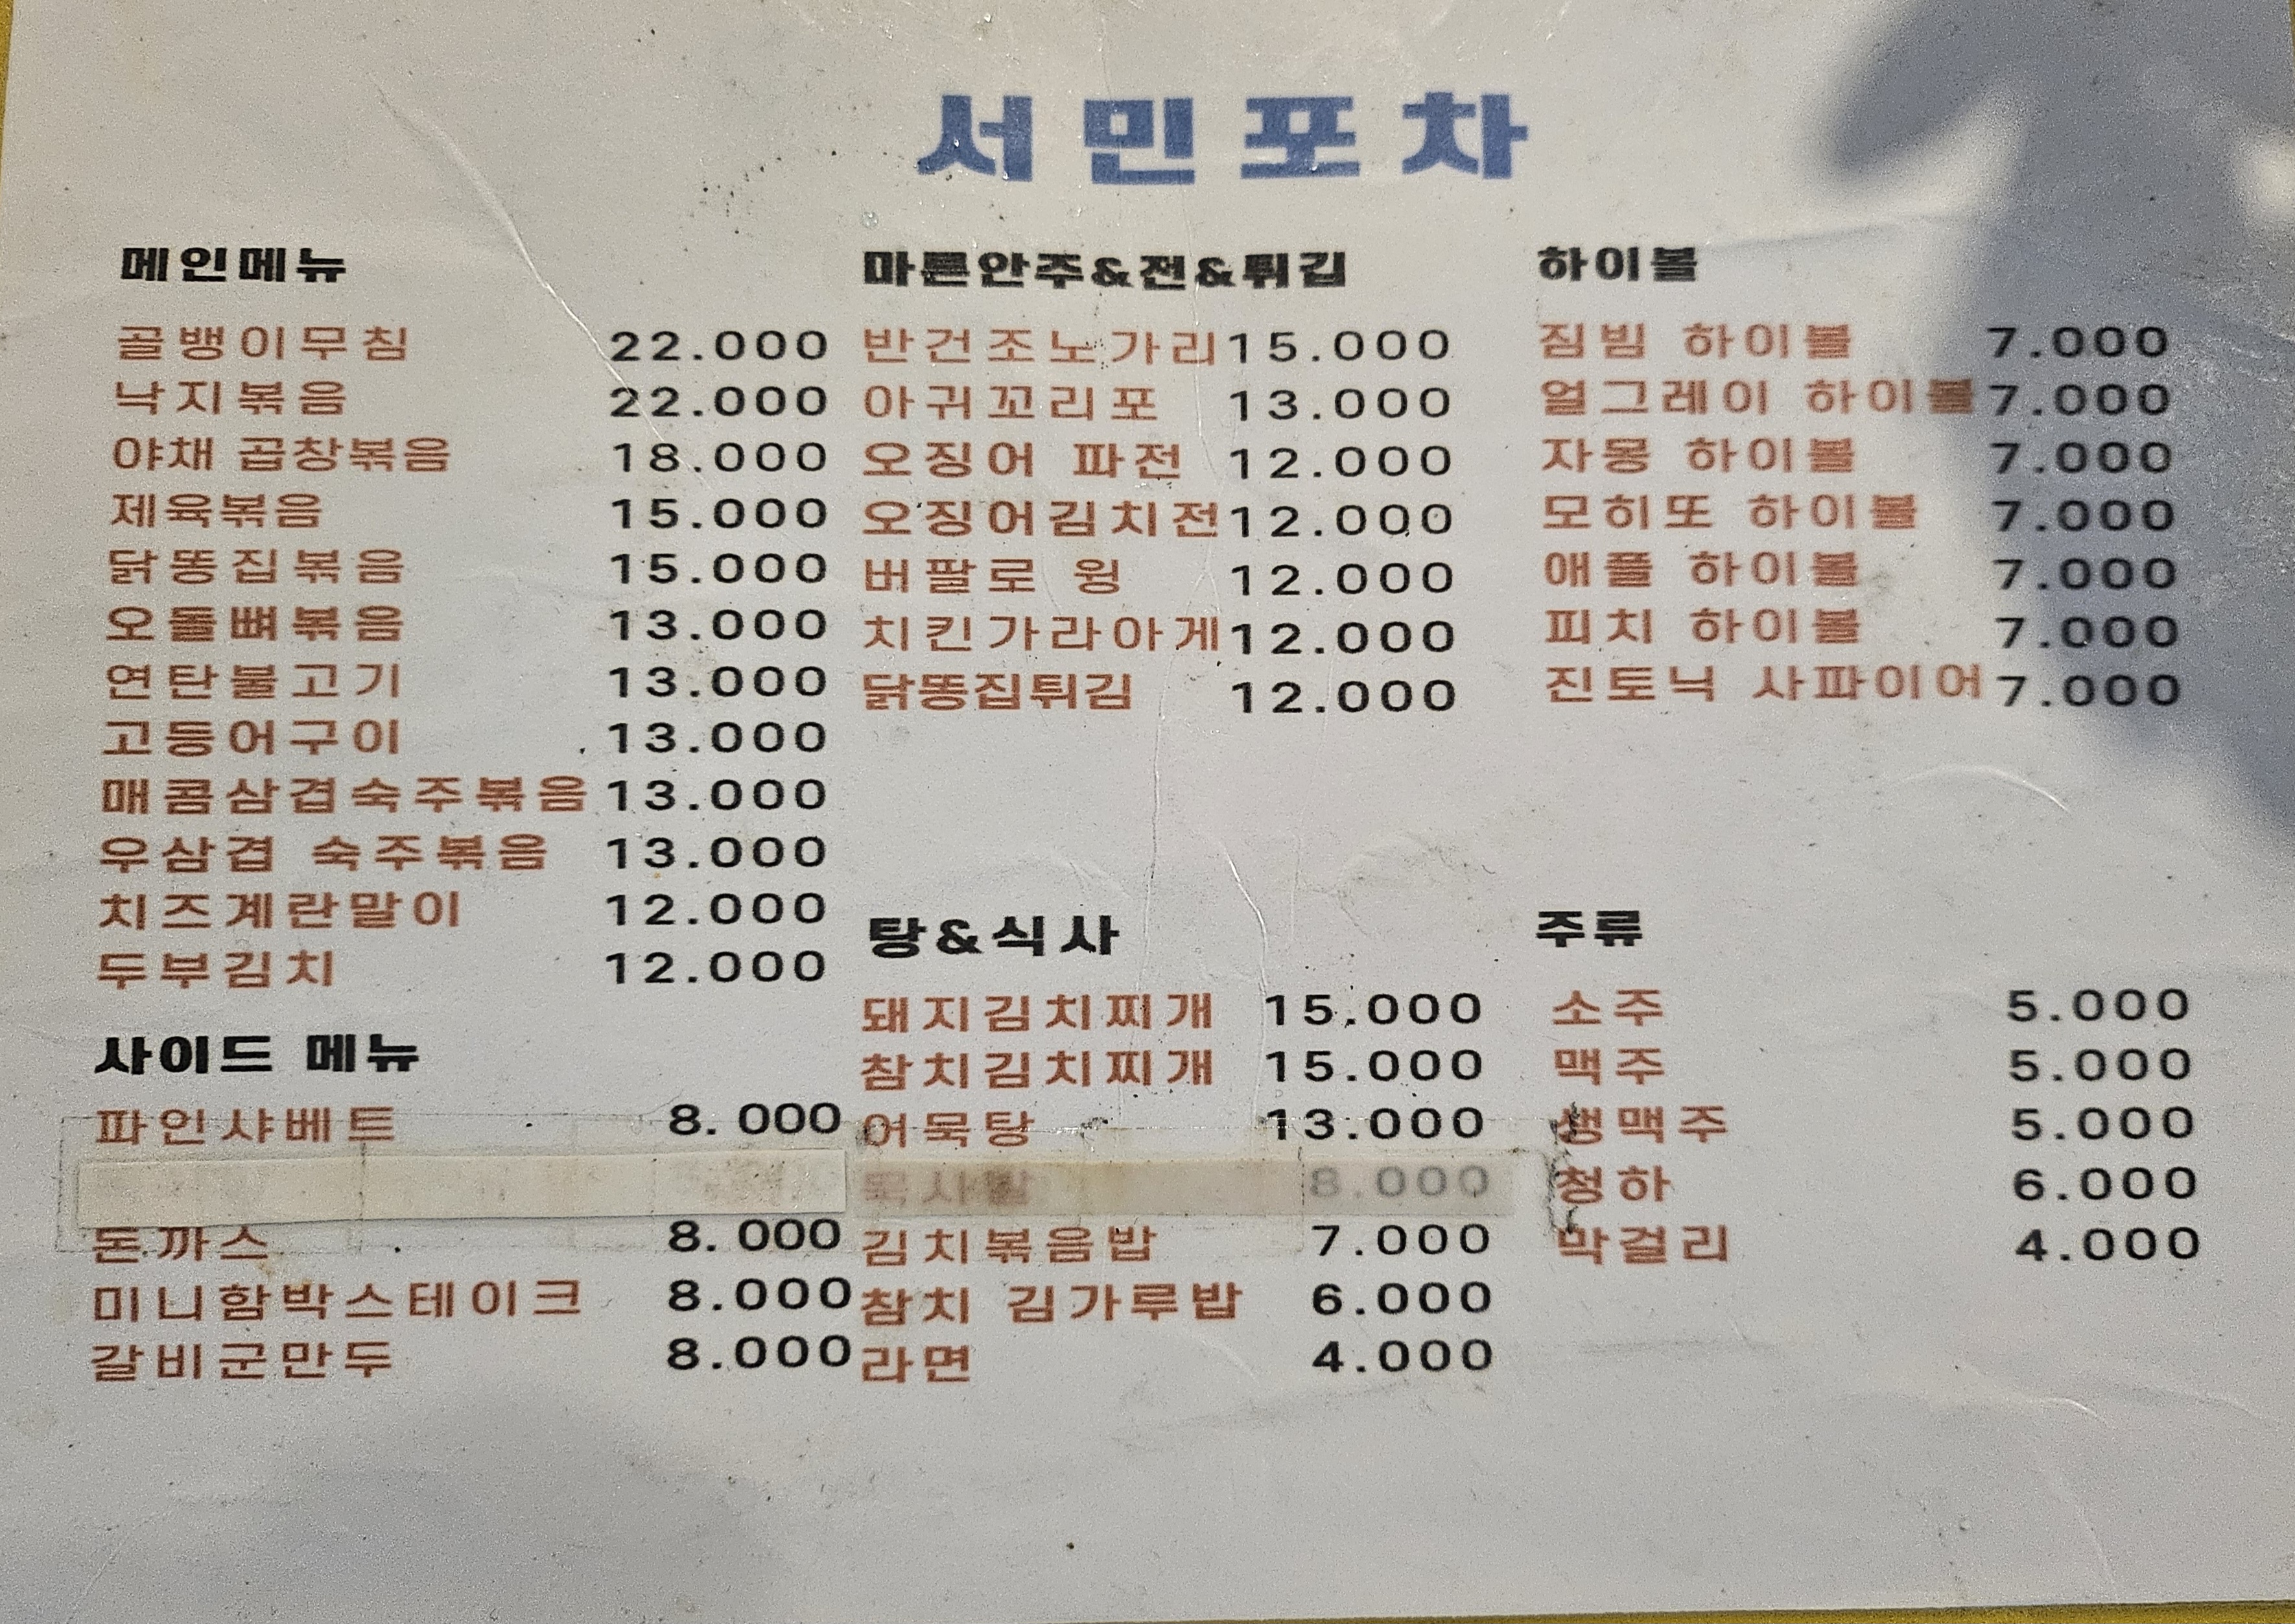 서민포차
메인메뉴
골뱅이무침 22.000
낙지볶음 22.000
야채 곱창볶음 18.000
제육볶음 15.000
닭똥집볶음 15.000
오돌뼈볶음 13.000
연탄불고기 13.000
고등어구이 13.000
매콤삼겹숙주볶음 13.000
우삼겹 숙주볶음 13.000
치즈계란말이 12.000
두부김치 12.000
사이드 메뉴
파인샤베트 8.000
돈까스 8.000
미니함박스테이크 8.000
갈비군만두 8.000
마른안주&전&튀김
반건조노가리 15.000
아귀꼬리포 13.000
오징어 파전 12.000
오징어김치전 12.000
버팔로 윙 12.000
치킨가라아게 12.000
닭똥집튀김 12.000
탕&식사
돼지김치찌개 15.000
참치김치찌개 15.000
어묵탕 13.000
묵사발 8.000
김치볶음밥 7.000
참치 김가루밥 6.000
라면 4.000
하이볼
짐빔 하이볼 7.000
얼그레이 하이볼 7.000
자몽 하이볼 7.000
모히또 하이볼 7.000
애플 하이볼 7.000
피치 하이볼 7.000
진토닉 사파이어 7.000
주류
소주 5.000
맥주 5.000
생맥주 5.000
청하 6.000
막걸리 4.000